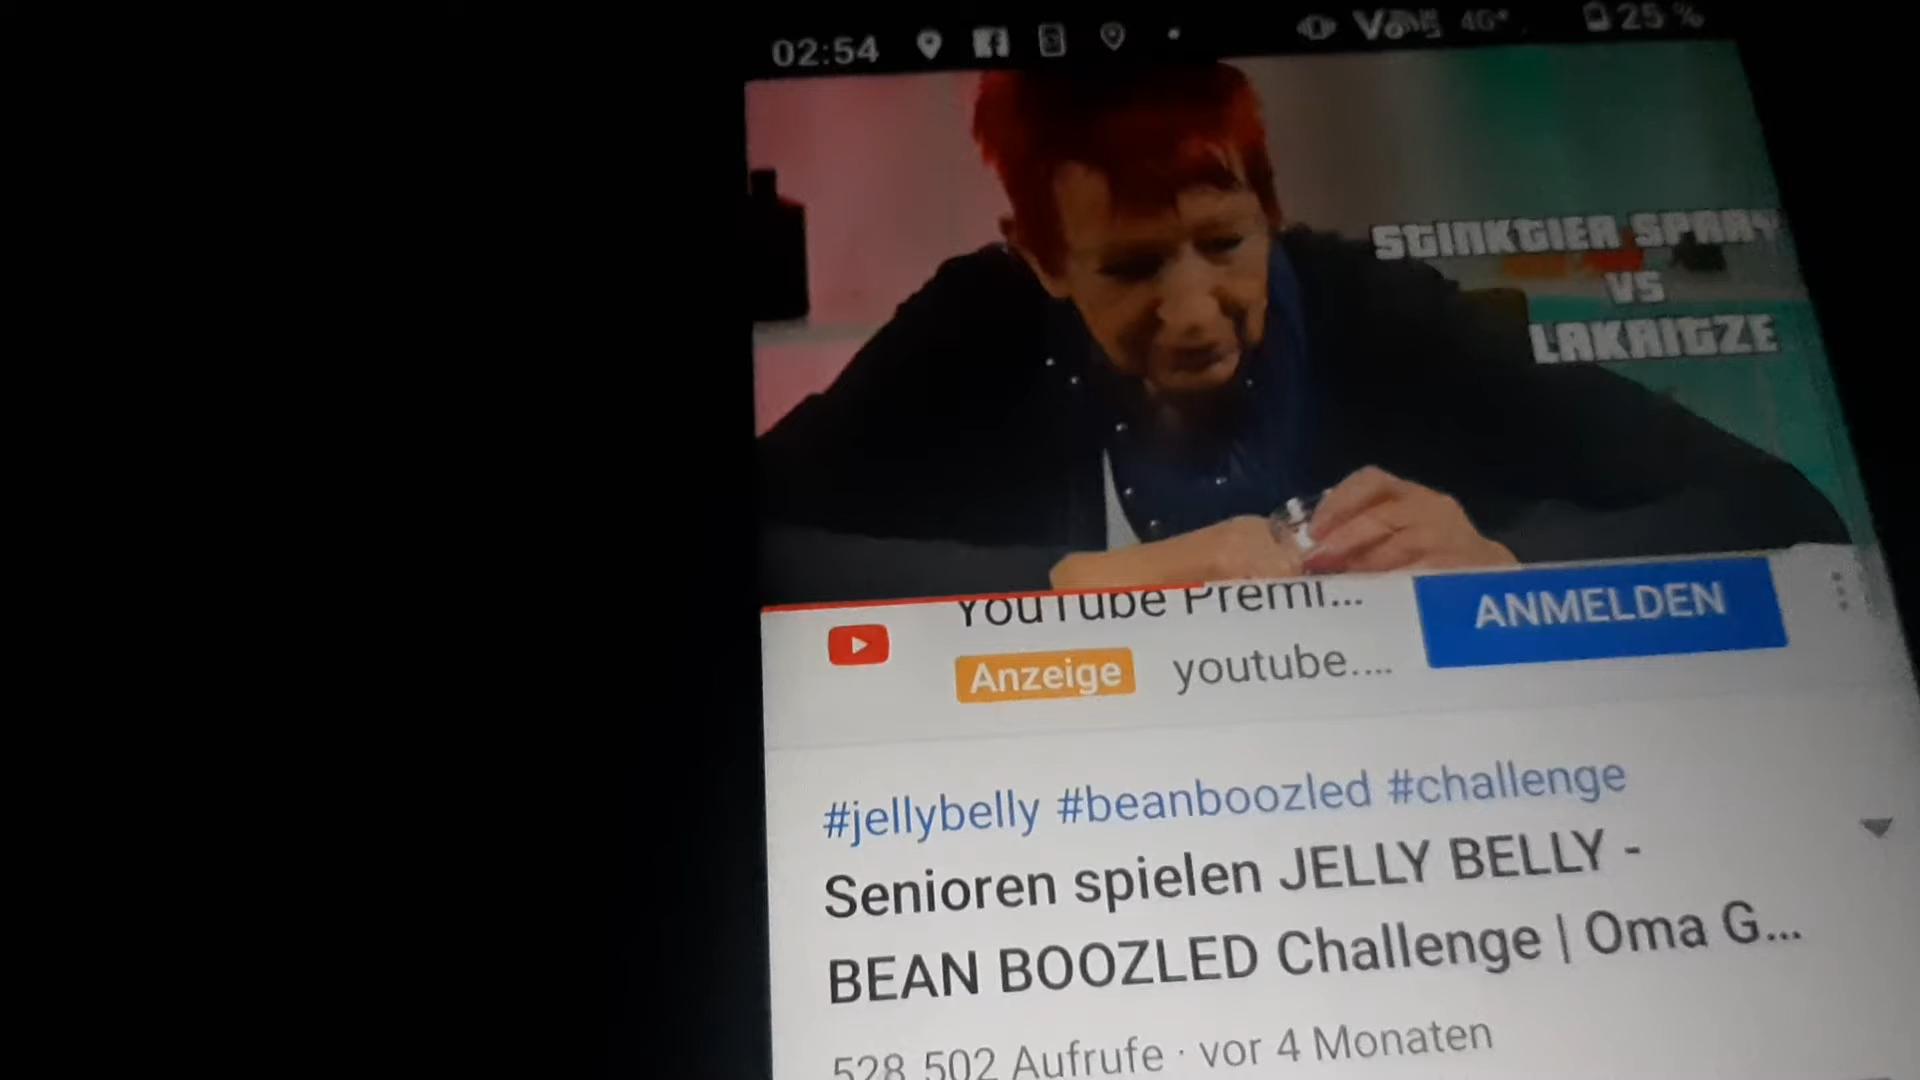 02:54 4G+ 25 %
STINKTIER SPRAY
VS
LAKRITZE
YouTube Premi...
ANMELDEN
Anzeige youtube....
#jellybelly #beanboozled #challenge
Senioren spielen JELLY BELLY -
BEAN BOOZLED Challenge | Oma G...
528.502 Aufrufe · vor 4 Monaten